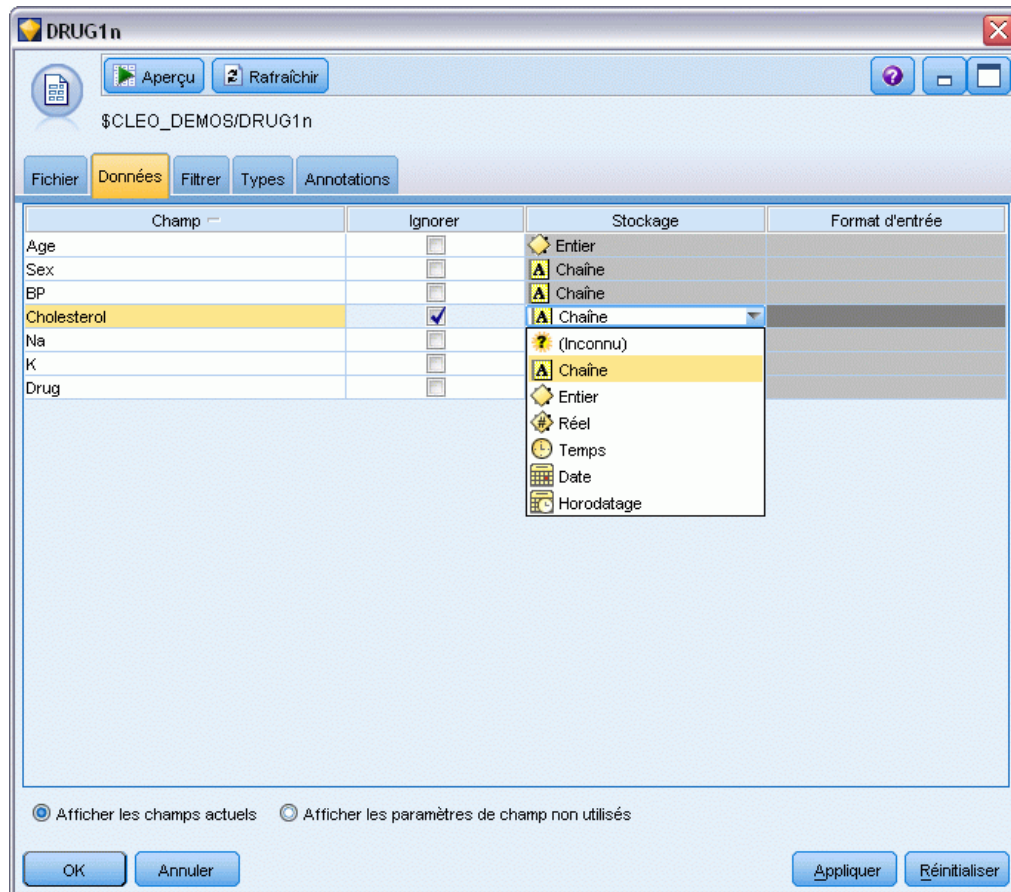 DRUG1n
Aperçu Rafraîchir
$CLEO_DEMOS/DRUG1n
Fichier Données Filtrer Types Annotations
Champ Ignorer Stockage Format d'entrée
Age Entier
Sex A Chaîne
BP A Chaîne
Cholesterol A Chaîne
Na ? (Inconnu)
K A Chaîne
Drug Entier
# Réel
Temps
Date
Horodatage
Afficher les champs actuels Afficher les paramètres de champ non utilisés
OK Annuler Appliquer Réinitialiser